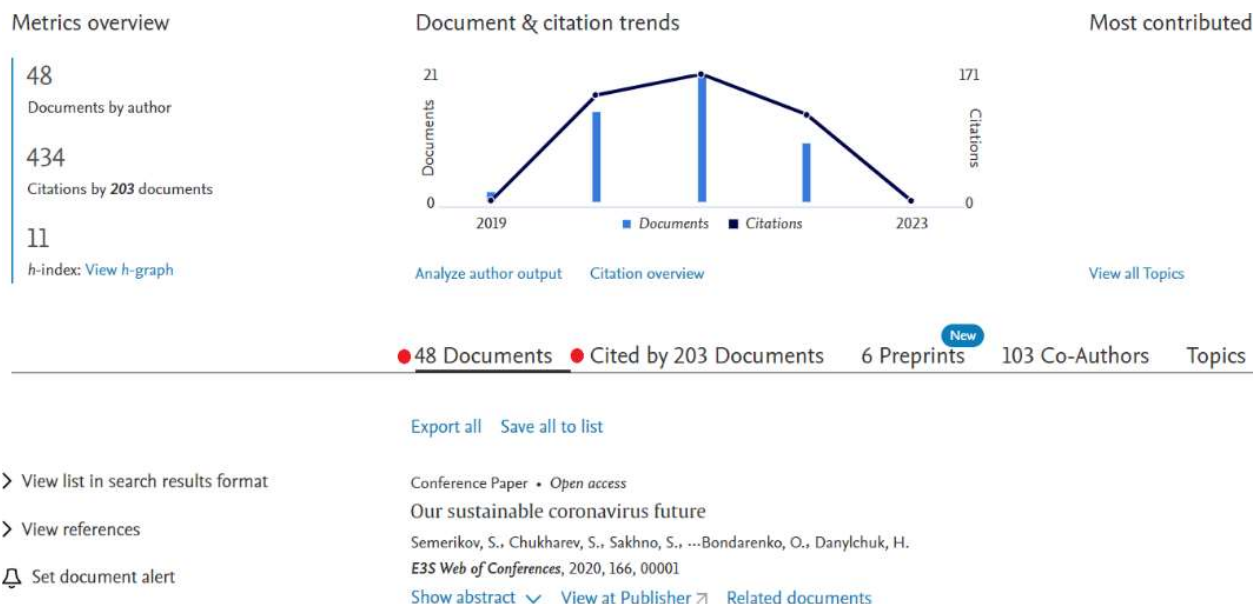 Metrics overview
48
Documents by author
434
Citations by 203 documents
11
h-index: View h-graph
Document & citation trends
21
Documents
0
171
Citations
0
2019
Documents
Citations
2023
Analyze author output
Citation overview
Most contributed
View all Topics
New
48 Documents
Cited by 203 Documents
6 Preprints
103 Co-Authors
Topics
Export all
Save all to list
View list in search results format
View references
Set document alert
Conference Paper • Open access
Our sustainable coronavirus future
Semerikov, S., Chukharev, S., Sakhno, S., ...Bondarenko, O., Danylchuk, H.
E3S Web of Conferences, 2020, 166, 00001
Show abstract
View at Publisher
Related documents